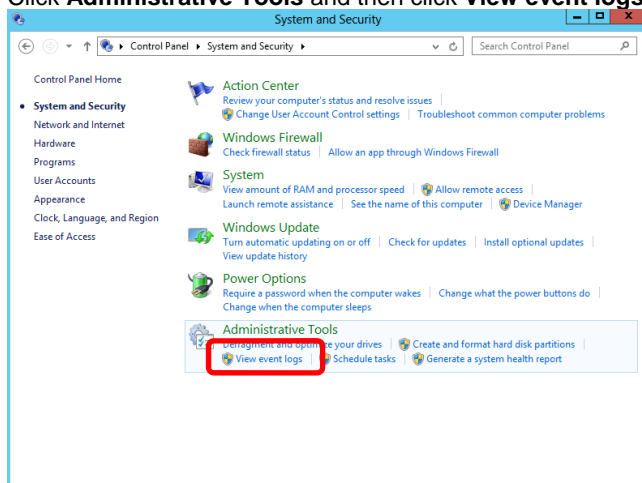 Click Administrative Tools and then click View event logs
System and Security
Control Panel ▸ System and Security ▸
Search Control Panel
Control Panel Home
System and Security
Network and Internet
Hardware
Programs
User Accounts
Appearance
Clock, Language, and Region
Ease of Access
Action Center
Review your computer's status and resolve issues
Change User Account Control settings | Troubleshoot common computer problems
Windows Firewall
Check firewall status | Allow an app through Windows Firewall
System
View amount of RAM and processor speed | Allow remote access
Launch remote assistance | See the name of this computer | Device Manager
Windows Update
Turn automatic updating on or off | Check for updates | Install optional updates
View update history
Power Options
Require a password when the computer wakes | Change what the power buttons do
Change when the computer sleeps
Administrative Tools
Defragment and optimize your drives | Create and format hard disk partitions
View event logs | Schedule tasks | Generate a system health report